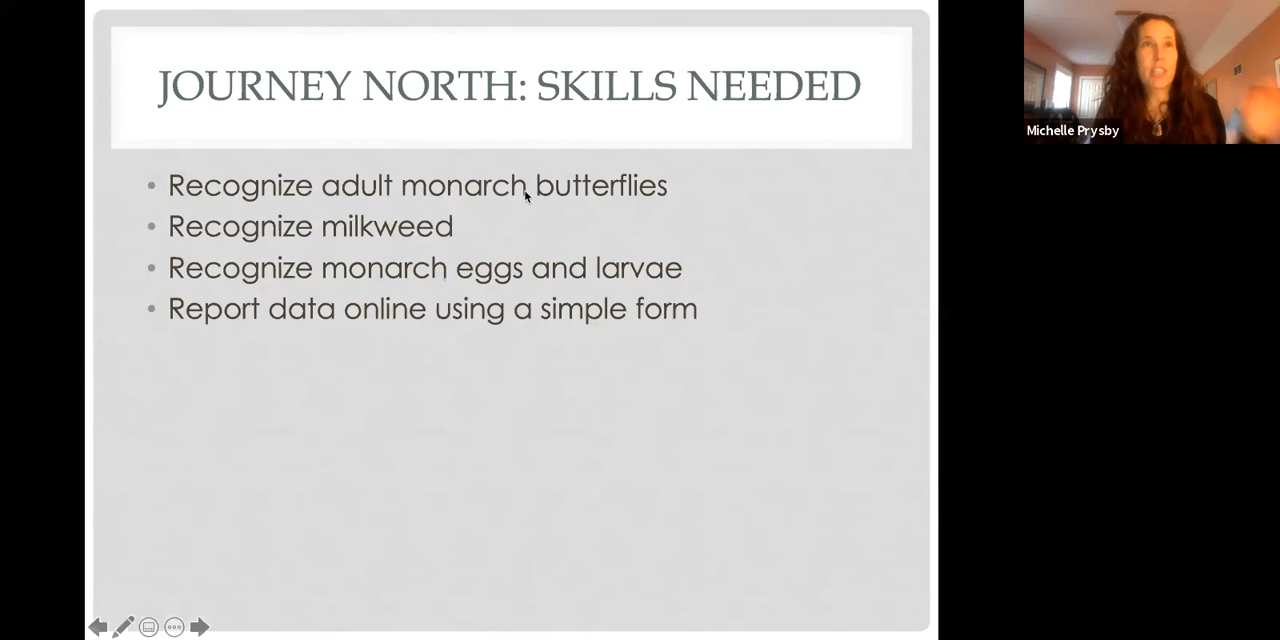 JOURNEY NORTH: SKILLS NEEDED
• Recognize adult monarch butterflies
• Recognize milkweed
• Recognize monarch eggs and larvae
• Report data online using a simple form
Michelle Prysby